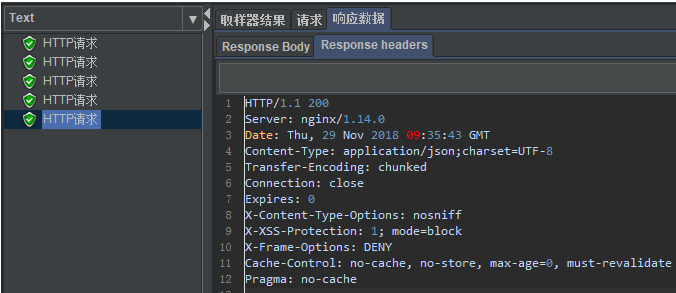 Text
取样器结果 请求 响应数据
HTTP请求
HTTP请求
HTTP请求
HTTP请求
HTTP请求
Response Body Response headers
1 HTTP/1.1 200
2 Server: nginx/1.14.0
3 Date: Thu, 29 Nov 2018 09:35:43 GMT
4 Content-Type: application/json;charset=UTF-8
5 Transfer-Encoding: chunked
6 Connection: close
7 Expires: 0
8 X-Content-Type-Options: nosniff
9 X-XSS-Protection: 1; mode=block
10 X-Frame-Options: DENY
11 Cache-Control: no-cache, no-store, max-age=0, must-revalidate
12 Pragma: no-cache